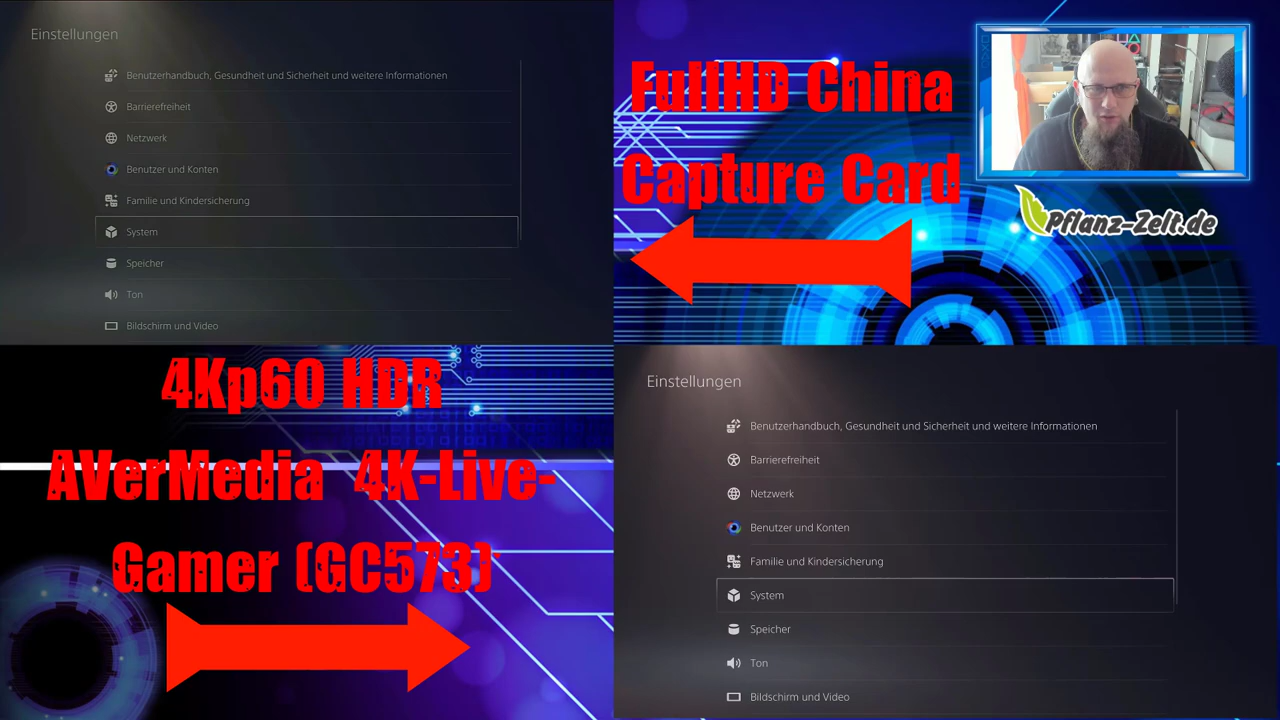 Einstellungen
Benutzerhandbuch, Gesundheit und Sicherheit und weitere Informationen
Barrierefreiheit
Netzwerk
Benutzer und Konten
Familie und Kindersicherung
System
Speicher
Ton
Bildschirm und Video
FullHD China
Capture Card
Pflanz-Zelt.de
4Kp60 HDR
AVerMedia 4K-Live-
Gamer (GC573)
Einstellungen
Benutzerhandbuch, Gesundheit und Sicherheit und weitere Informationen
Barrierefreiheit
Netzwerk
Benutzer und Konten
Familie und Kindersicherung
System
Speicher
Ton
Bildschirm und Video